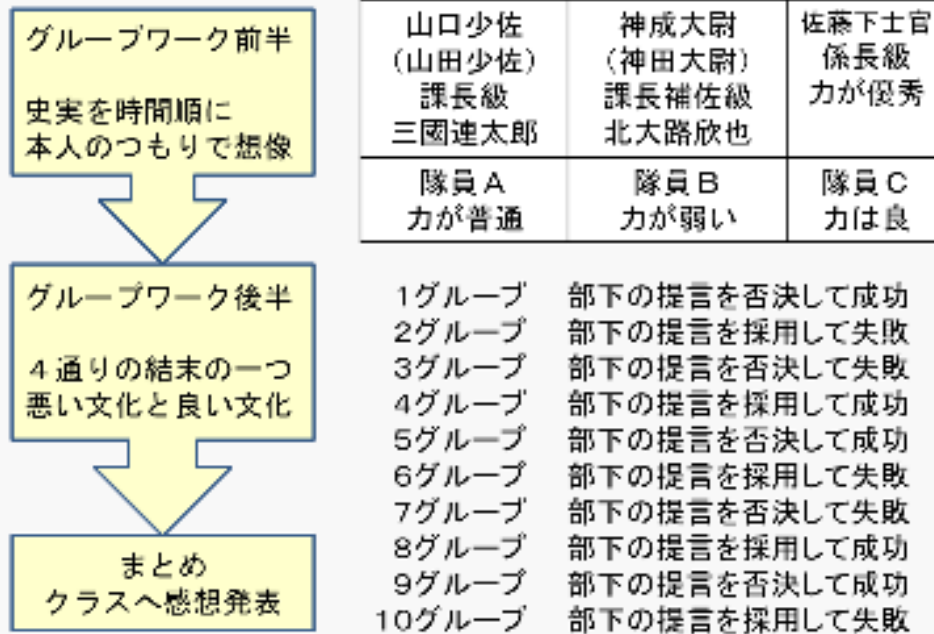 グループワーク前半
史実を時間順に
本人のつもりで想像
グループワーク後半
４通りの結末の一つ
悪い文化と良い文化
まとめ
クラスへ感想発表
山口少佐
（山田少佐）
課長級
三國連太郎
神成大尉
（神田大尉）
課長補佐級
北大路欣也
佐藤下士官
係長級
力が優秀
隊員Ａ
力が普通
隊員Ｂ
力が弱い
隊員Ｃ
力は良
1グループ 部下の提言を否決して成功
2グループ 部下の提言を採用して失敗
3グループ 部下の提言を否決して失敗
4グループ 部下の提言を採用して成功
5グループ 部下の提言を否決して成功
6グループ 部下の提言を採用して失敗
7グループ 部下の提言を否決して失敗
8グループ 部下の提言を採用して成功
9グループ 部下の提言を否決して成功
10グループ 部下の提言を採用して失敗